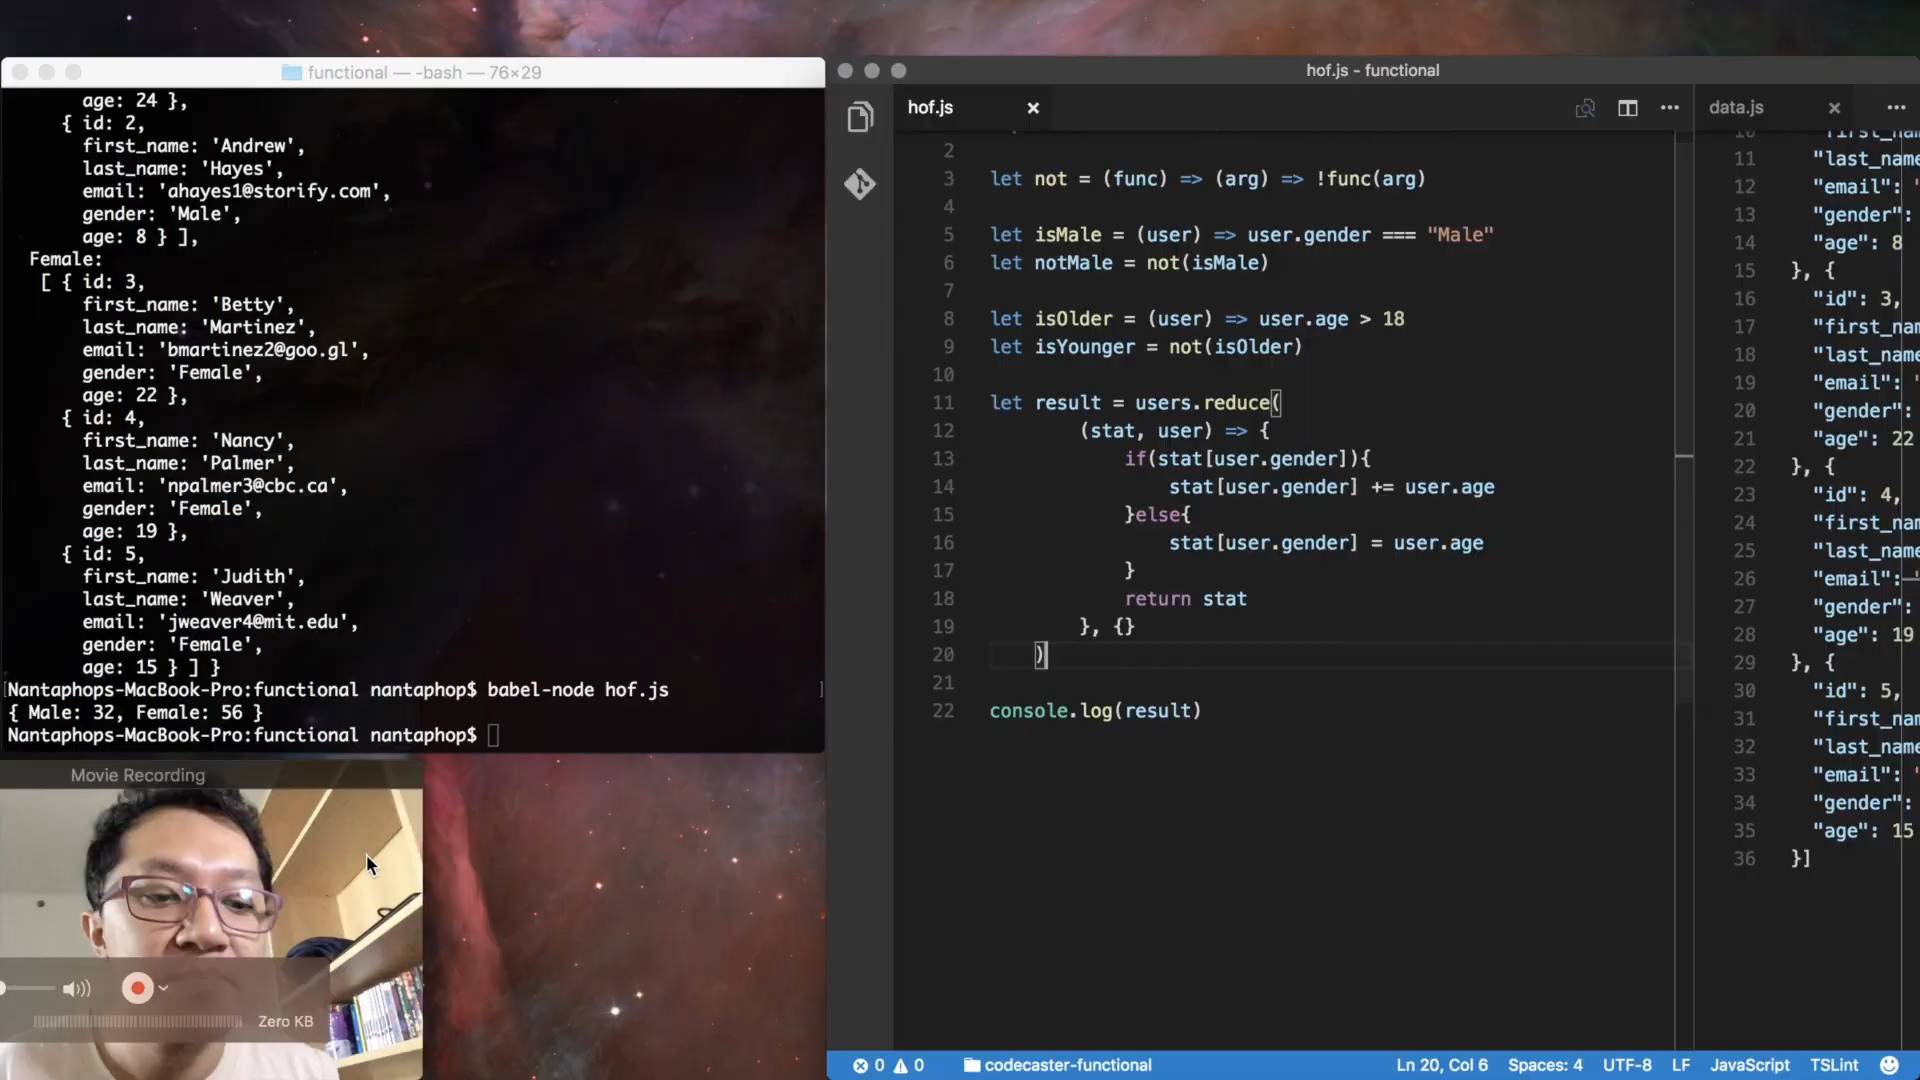 functional — -bash — 76×29
age: 24 },
{ id: 2,
first_name: 'Andrew',
last_name: 'Hayes',
email: 'ahayes1@storify.com',
gender: 'Male',
age: 8 } ],
Female:
[ { id: 3,
first_name: 'Betty',
last_name: 'Martinez',
email: 'bmartinez2@goo.gl',
gender: 'Female',
age: 22 },
{ id: 4,
first_name: 'Nancy',
last_name: 'Palmer',
email: 'npalmer3@cbc.ca',
gender: 'Female',
age: 19 },
{ id: 5,
first_name: 'Judith',
last_name: 'Weaver',
email: 'jweaver4@mit.edu',
gender: 'Female',
age: 15 } ] }
[Nantaphops-MacBook-Pro:functional nantaphop$ babel-node hof.js ]
{ Male: 32, Female: 56 }
Nantaphops-MacBook-Pro:functional nantaphop$
Movie Recording
Zero KB
hof.js - functional
hof.js
2
3 let not = (func) => (arg) => !func(arg)
4
5 let isMale = (user) => user.gender === "Male"
6 let notMale = not(isMale)
7
8 let isOlder = (user) => user.age > 18
9 let isYounger = not(isOlder)
10
11 let result = users.reduce(
12 (stat, user) => {
13 if(stat[user.gender]){
14 stat[user.gender] += user.age
15 }else{
16 stat[user.gender] = user.age
17 }
18 return stat
19 }, {}
20 )
21
22 console.log(result)
data.js
11 "last_name
12 "email": "
13 "gender":
14 "age": 8
15 }, {
16 "id": 3,
17 "first_nam
18 "last_name
19 "email": "
20 "gender":
21 "age": 22
22 }, {
23 "id": 4,
24 "first_nam
25 "last_name
26 "email": "
27 "gender":
28 "age": 19
29 }, {
30 "id": 5,
31 "first_nam
32 "last_name
33 "email": "
34 "gender":
35 "age": 15
36 }]
0 0 codecaster-functional Ln 20, Col 6 Spaces: 4 UTF-8 LF JavaScript TSLint